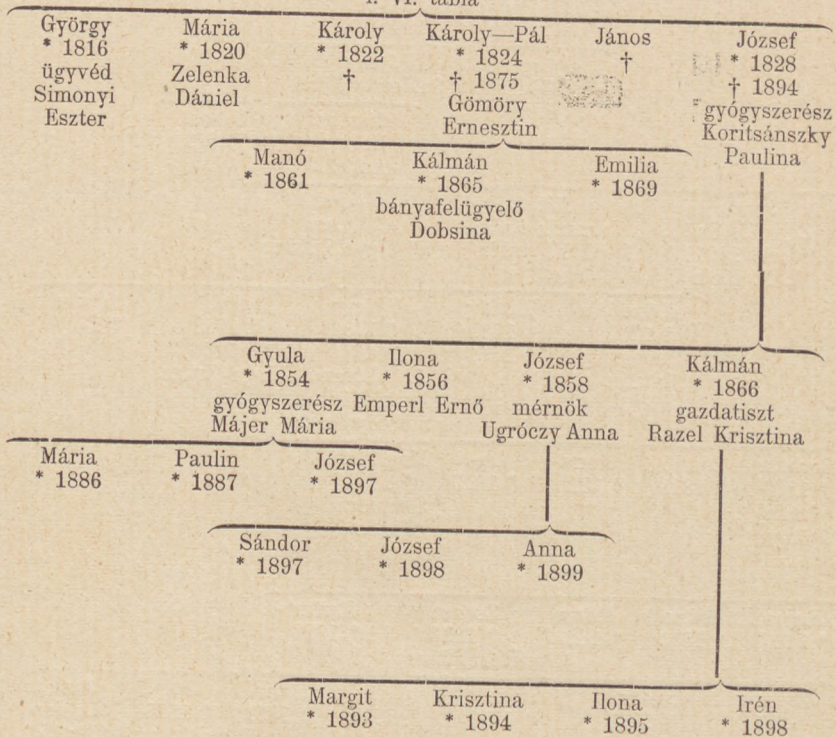 I. VI. tábla
György Mária Károly Károly—Pál János József
* 1816 * 1820 * 1822 * 1824 † * 1828
ügyvéd Zelenka † † 1875 † 1894
Simonyi Dániel Gömöry gyógyszerész
Eszter Ernesztin Koritsánszky
Paulina
Manó Kálmán Emilia
* 1861 * 1865 * 1869
bányafelügyelő
Dobsina
Gyula Ilona József Kálmán
* 1854 * 1856 * 1858 * 1866
gyógyszerész Emperl Ernő mérnök gazdatiszt
Májer Mária Ugróczy Anna Razel Krisztina
Mária Paulin József
* 1886 * 1887 * 1897
Sándor József Anna
* 1897 * 1898 * 1899
Margit Krisztina Ilona Irén
* 1893 * 1894 * 1895 * 1898